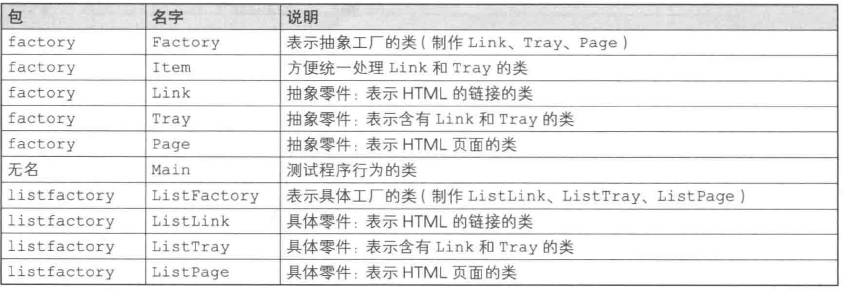 包 名字 说明
factory Factory 表示抽象工厂的类(制作 Link、Tray、Page)
factory Item 方便统一处理 Link 和 Tray 的类
factory Link 抽象零件：表示 HTML 的链接的类
factory Tray 抽象零件：表示含有 Link 和 Tray 的类
factory Page 抽象零件：表示 HTML 页面的类
无名 Main 测试程序行为的类
listfactory ListFactory 表示具体工厂的类(制作 ListLink、ListTray、ListPage)
listfactory ListLink 具体零件：表示 HTML 的链接的类
listfactory ListTray 具体零件：表示含有 Link 和 Tray 的类
listfactory ListPage 具体零件：表示 HTML 页面的类